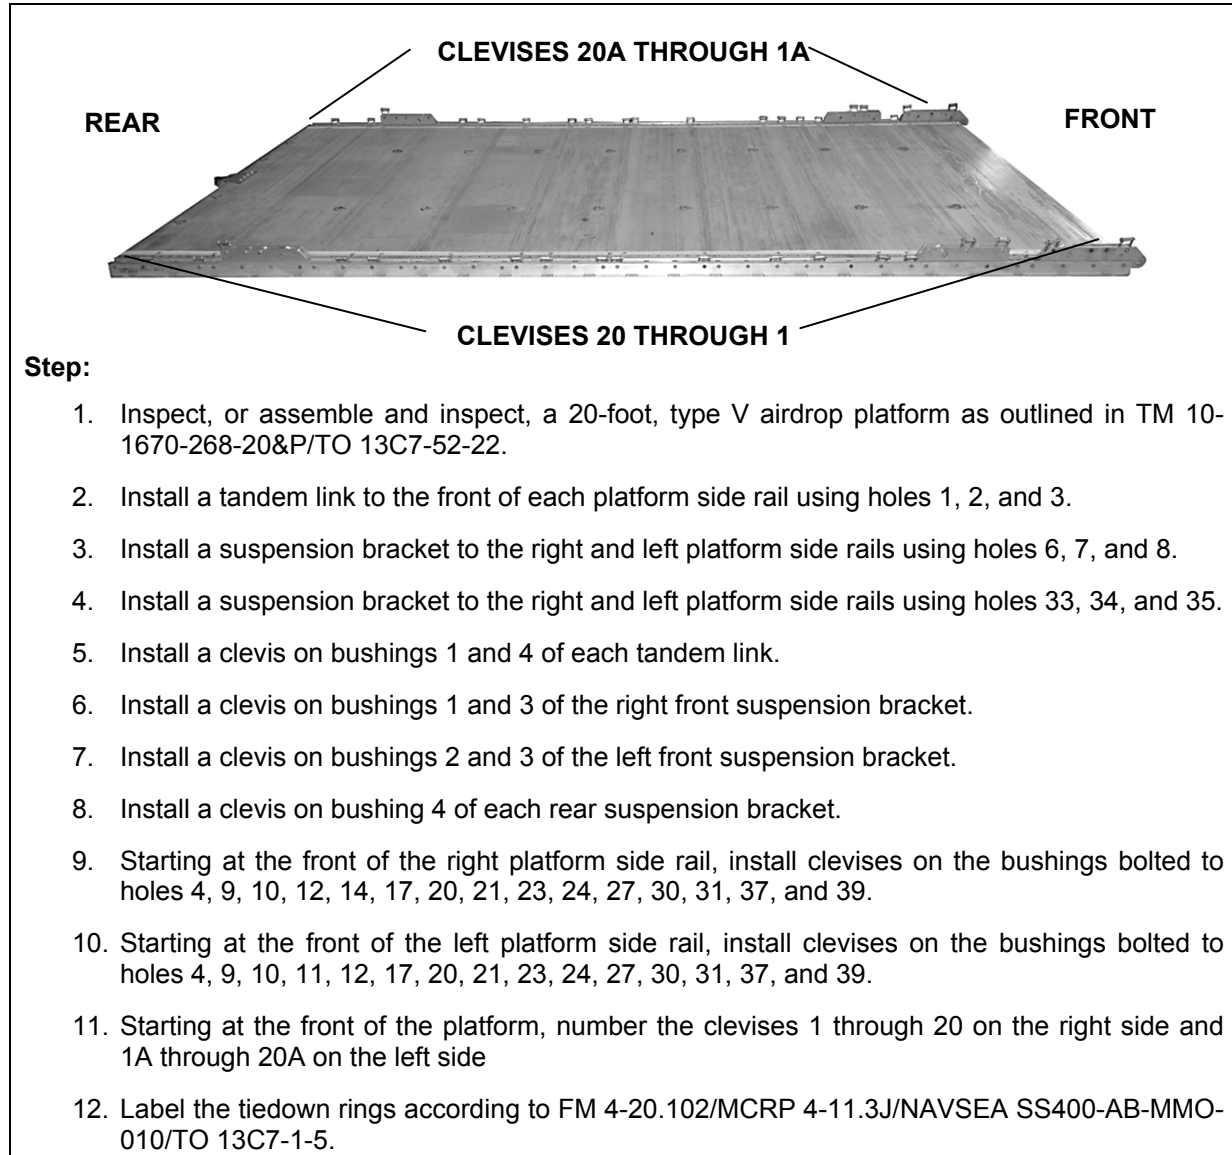 CLEVISES 20A THROUGH 1A
REAR
FRONT
CLEVISES 20 THROUGH 1
Step:
1. Inspect, or assemble and inspect, a 20-foot, type V airdrop platform as outlined in TM 10-
1670-268-20&P/TO 13C7-52-22.
2. Install a tandem link to the front of each platform side rail using holes 1, 2, and 3.
3. Install a suspension bracket to the right and left platform side rails using holes 6, 7, and 8.
4. Install a suspension bracket to the right and left platform side rails using holes 33, 34, and 35.
5. Install a clevis on bushings 1 and 4 of each tandem link.
6. Install a clevis on bushings 1 and 3 of the right front suspension bracket.
7. Install a clevis on bushings 2 and 3 of the left front suspension bracket.
8. Install a clevis on bushing 4 of each rear suspension bracket.
9. Starting at the front of the right platform side rail, install clevises on the bushings bolted to
holes 4, 9, 10, 12, 14, 17, 20, 21, 23, 24, 27, 30, 31, 37, and 39.
10. Starting at the front of the left platform side rail, install clevises on the bushings bolted to
holes 4, 9, 10, 11, 12, 17, 20, 21, 23, 24, 27, 30, 31, 37, and 39.
11. Starting at the front of the platform, number the clevises 1 through 20 on the right side and
1A through 20A on the left side
12. Label the tiedown rings according to FM 4-20.102/MCRP 4-11.3J/NAVSEA SS400-AB-MMO-
010/TO 13C7-1-5.